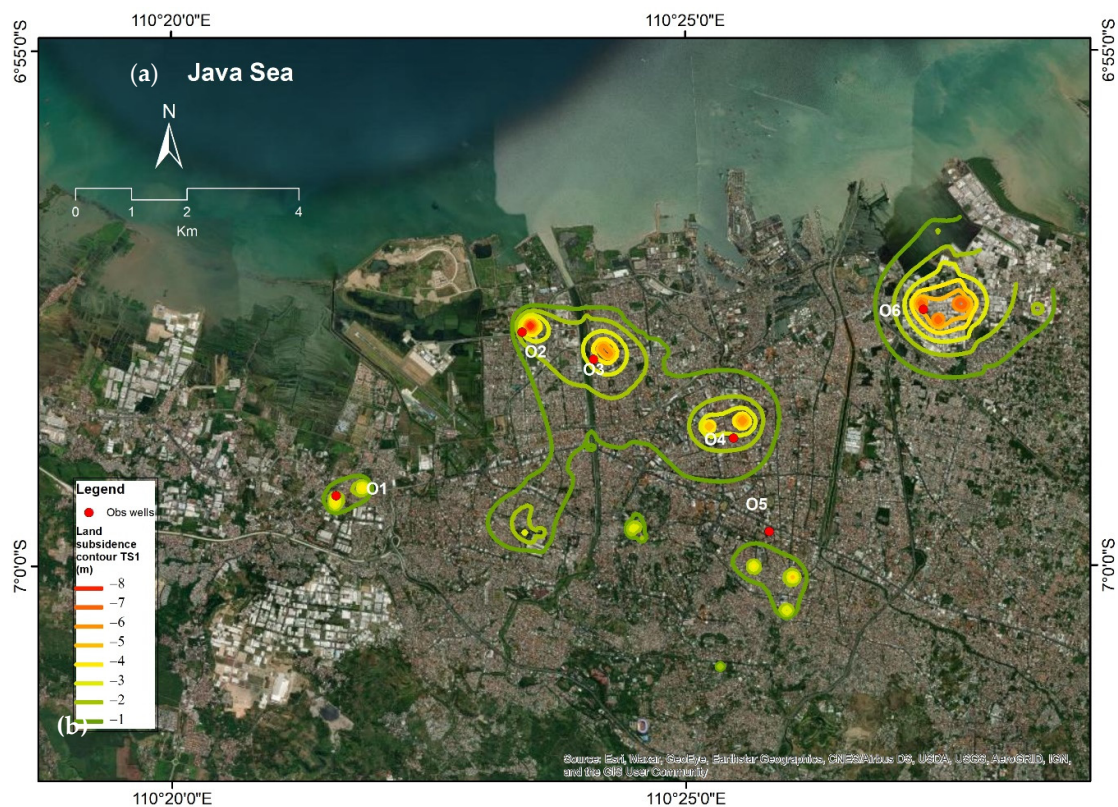 110°20'0"E
110°25'0"E
6°55'0"S
6°55'0"S
(a) Java Sea
N
0 1 2 4
Km
O6
O2
O3
O4
O1
O5
Legend
Obs wells
Land
subsidence
contour TS1
(m)
–8
–7
–6
–5
–4
–3
–2
–1
7°0'0"S
7°0'0"S
(b)
Source: Esri, Maxar, GeoEye, Earthstar Geographics, CNES/Airbus DS, USDA, USGS, AeroGRID, IGN,
and the GIS User Community
110°20'0"E
110°25'0"E